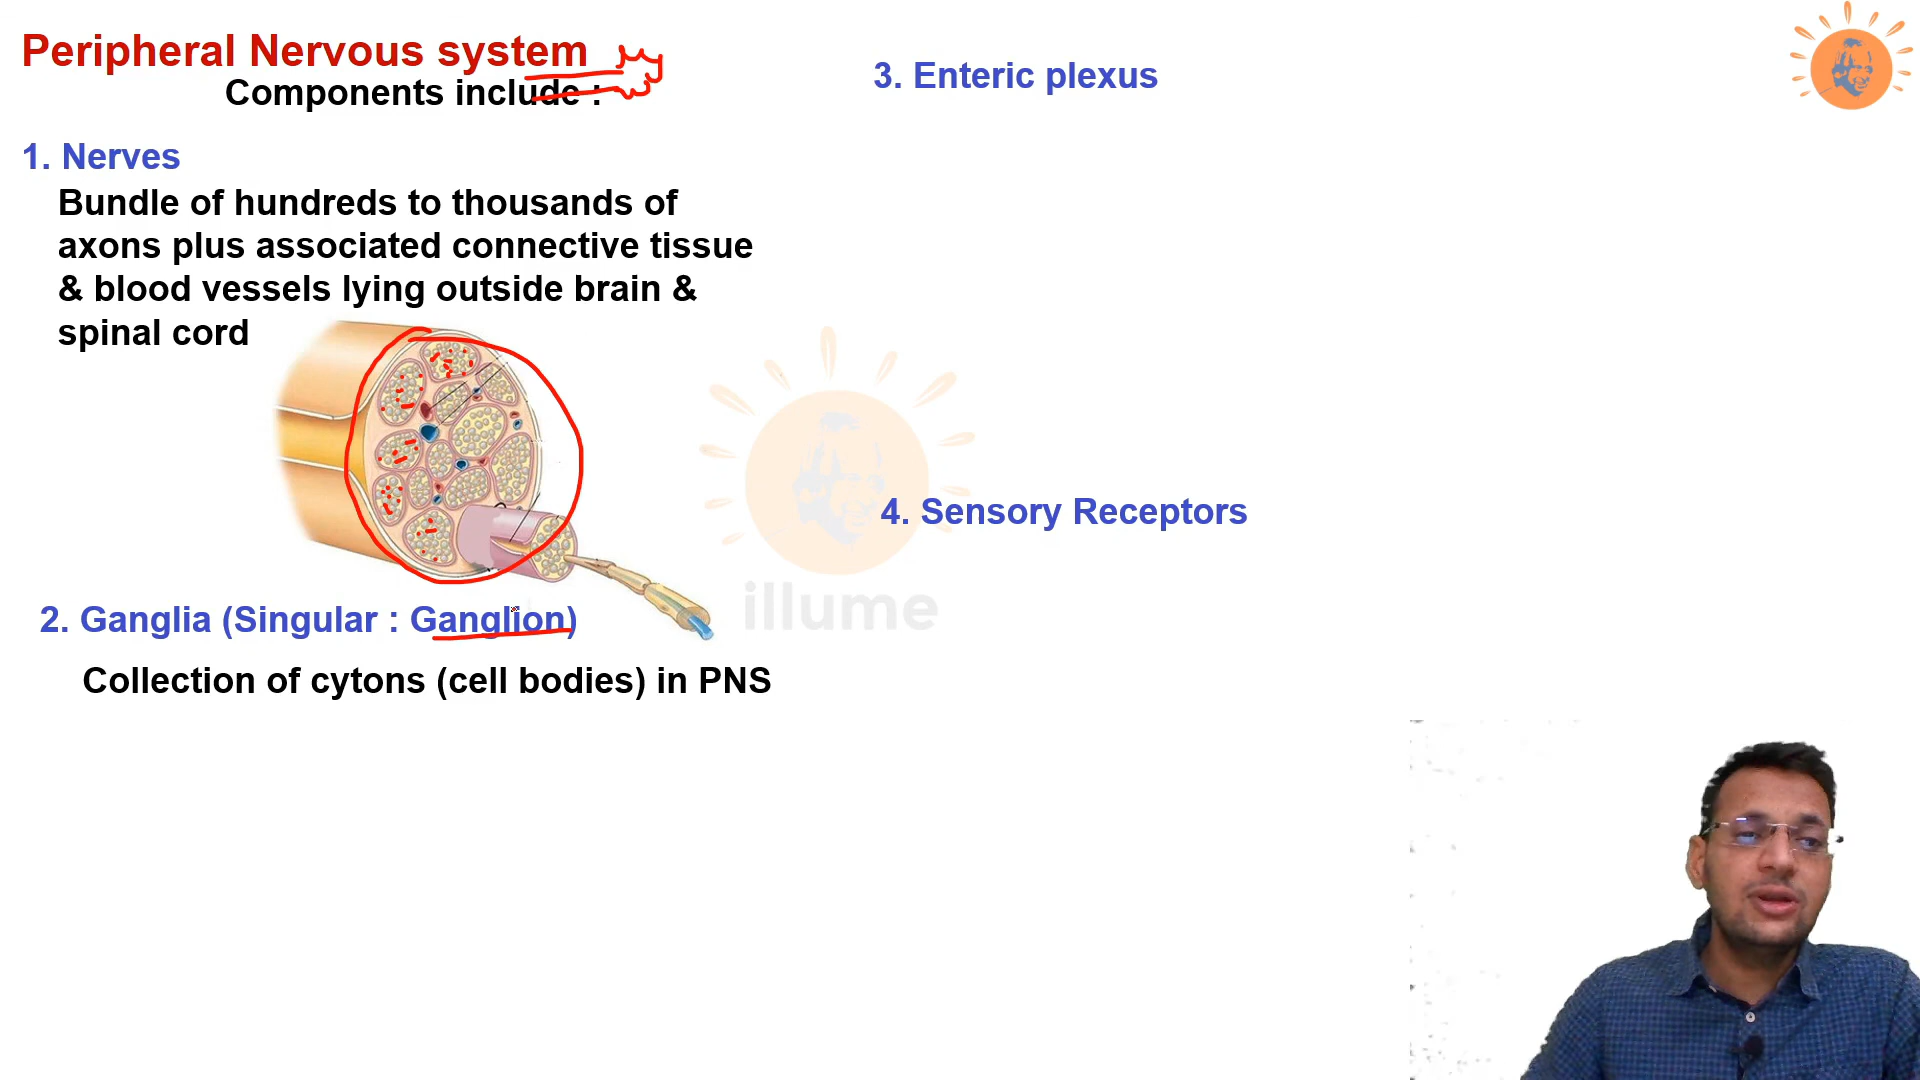 Peripheral Nervous system
Components include :
1. Nerves
Bundle of hundreds to thousands of
axons plus associated connective tissue
& blood vessels lying outside brain &
spinal cord
2. Ganglia (Singular : Ganglion)
Collection of cytons (cell bodies) in PNS
3. Enteric plexus
4. Sensory Receptors
illume